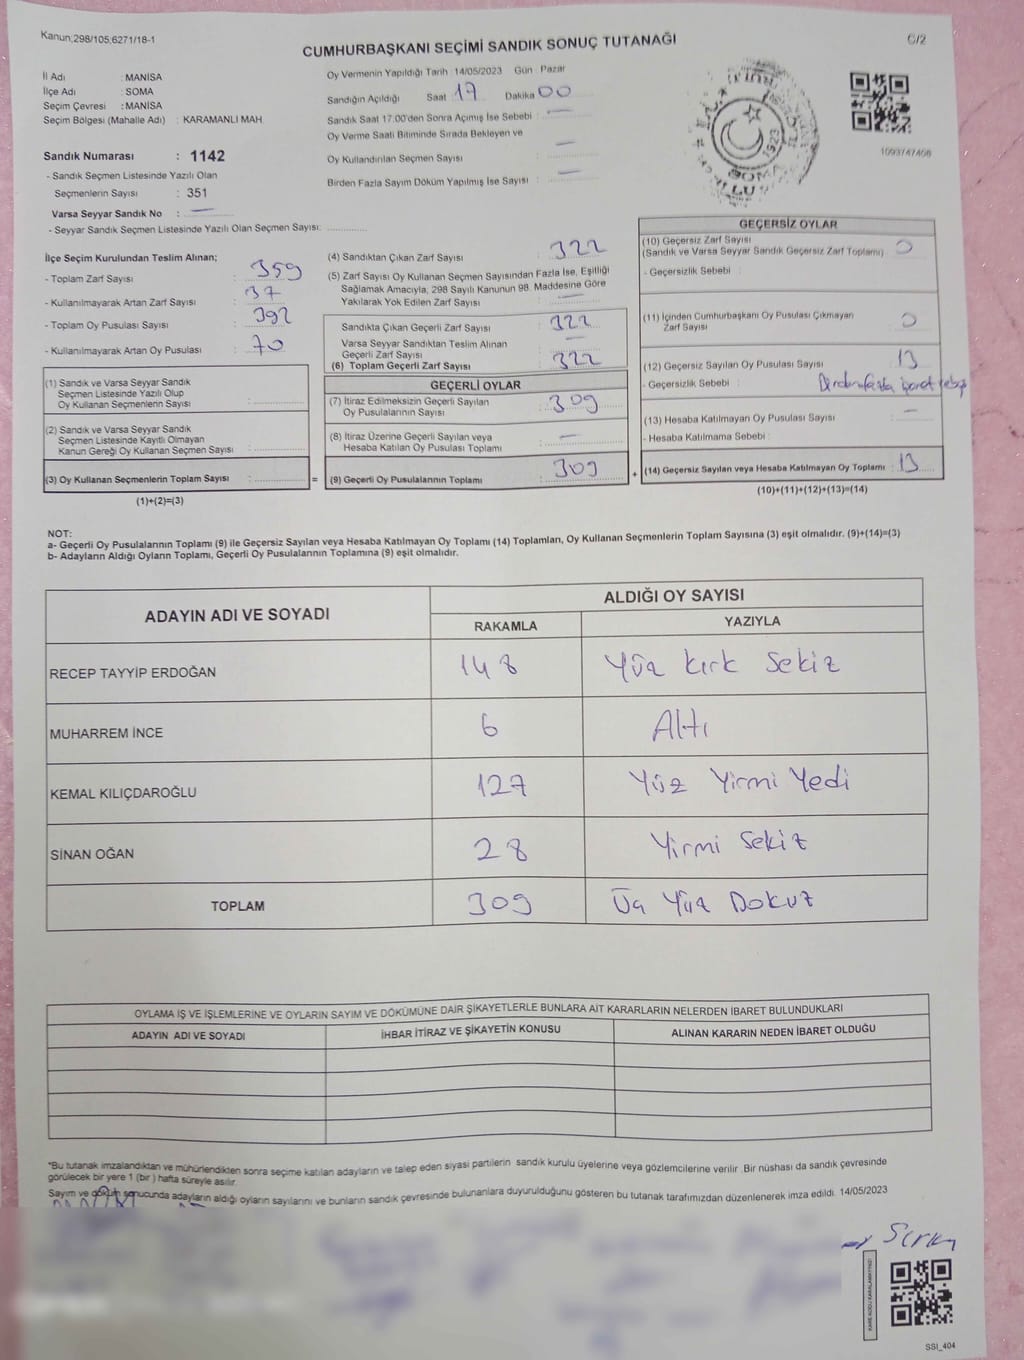 Kanun;298/105;6271/18-1
C/2
CUMHURBAŞKANI SEÇİMİ SANDIK SONUÇ TUTANAĞI
İl Adı : MANİSA
İlçe Adı : SOMA
Seçim Çevresi : MANİSA
Seçim Bölgesi (Mahalle Adı) : KARAMANLI MAH
Sandık Numarası : 1142
- Sandık Seçmen Listesinde Yazılı Olan
Seçmenlerin Sayısı : 351
Varsa Seyyar Sandık No : —
- Seyyar Sandık Seçmen Listesinde Yazılı Olan Seçmen Sayısı: ..............
Oy Vermenin Yapıldığı Tarih : 14/05/2023 Gün : Pazar
Sandığın Açıldığı Saat : 17 Dakika : 00
Sandık Saat 17:00'den Sonra Açımış İse Sebebi : —
Oy Verme Saati Bitiminde Sırada Bekleyen ve
Oy Kullandırılan Seçmen Sayısı : —
Birden Fazla Sayım Döküm Yapılmış İse Sayısı : —
1923
SOMA
1093747406
İlçe Seçim Kurulundan Teslim Alınan;
- Toplam Zarf Sayısı : 359
- Kullanılmayarak Artan Zarf Sayısı : 37
- Toplam Oy Pusulası Sayısı : 392
- Kullanılmayarak Artan Oy Pusulası : 70
(1) Sandık ve Varsa Seyyar Sandık
Seçmen Listesinde Yazılı Olup
Oy Kullanan Seçmenlerin Sayısı : ..............
(2) Sandık ve Varsa Seyyar Sandık
Seçmen Listesinde Kayıtlı Olmayan
Kanun Gereği Oy Kullanan Seçmen Sayısı : ..............
(3) Oy Kullanan Seçmenlerin Toplam Sayısı : .............. =
(1)+(2)=(3)
(4) Sandıktan Çıkan Zarf Sayısı : 322
(5) Zarf Sayısı Oy Kullanan Seçmen Sayısından Fazla İse, Eşitliği
Sağlamak Amacıyla, 298 Sayılı Kanunun 98. Maddesine Göre
Yakılarak Yok Edilen Zarf Sayısı : —
Sandıkta Çıkan Geçerli Zarf Sayısı : 322
Varsa Seyyar Sandıktan Teslim Alınan
Geçerli Zarf Sayısı : —
(6) Toplam Geçerli Zarf Sayısı : 322
GEÇERLİ OYLAR
(7) İtiraz Edilmeksizin Geçerli Sayılan
Oy Pusulalarının Sayısı : 309
(8) İtiraz Üzerine Geçerli Sayılan veya
Hesaba Katılan Oy Pusulası Toplamı : —
(9) Geçerli Oy Pusulalarının Toplamı : 309 +
GEÇERSİZ OYLAR
(10) Geçersiz Zarf Sayısı
(Sandık ve Varsa Seyyar Sandık Geçersiz Zarf Toplamı) : 0
- Geçersizlik Sebebi :
(11) İçinden Cumhurbaşkanı Oy Pusulası Çıkmayan
Zarf Sayısı : 0
(12) Geçersiz Sayılan Oy Pusulası Sayısı : 13
- Geçersizlik Sebebi : Birden fazla işaret
(13) Hesaba Katılmayan Oy Pusulası Sayısı : —
- Hesaba Katılmama Sebebi :
(14) Geçersiz Sayılan veya Hesaba Katılmayan Oy Toplamı : 13
(10)+(11)+(12)+(13)=(14)
NOT:
a- Geçerli Oy Pusulalarının Toplamı (9) ile Geçersiz Sayılan veya Hesaba Katılmayan Oy Toplamı (14) Toplamları, Oy Kullanan Seçmenlerin Toplam Sayısına (3) eşit olmalıdır. (9)+(14)=(3)
b- Adayların Aldığı Oyların Toplamı, Geçerli Oy Pusulalarının Toplamına (9) eşit olmalıdır.
ADAYIN ADI VE SOYADI
ALDIĞI OY SAYISI
RAKAMLA
YAZIYLA
RECEP TAYYİP ERDOĞAN 148 Yüz Kırk Sekiz
MUHARREM İNCE 6 Altı
KEMAL KILIÇDAROĞLU 127 Yüz Yirmi Yedi
SİNAN OĞAN 28 Yirmi Sekiz
TOPLAM 309 Üç Yüz Dokuz
OYLAMA İŞ VE İŞLEMLERİNE VE OYLARIN SAYIM VE DÖKÜMÜNE DAİR ŞİKAYETLERLE BUNLARA AİT KARARLARIN NELERDEN İBARET BULUNDUKLARI
ADAYIN ADI VE SOYADI
İHBAR İTİRAZ VE ŞİKAYETİN KONUSU
ALINAN KARARIN NEDEN İBARET OLDUĞU
*Bu tutanak imzalandıktan ve mühürlendikten sonra seçime katılan adayların ve talep eden siyasi partilerin sandık kurulu üyelerine veya gözlemcilerine verilir .Bir nüshası da sandık çevresinde
görülecek bir yere 1 (bir ) hafta süreyle asılır.
Sayım ve döküm sonucunda adayların aldığı oyların sayılarını ve bunların sandık çevresinde bulunanlara duyurulduğunu gösteren bu tutanak tarafımızdan düzenlenerek imza edildi. 14/05/2023
SSİ_404